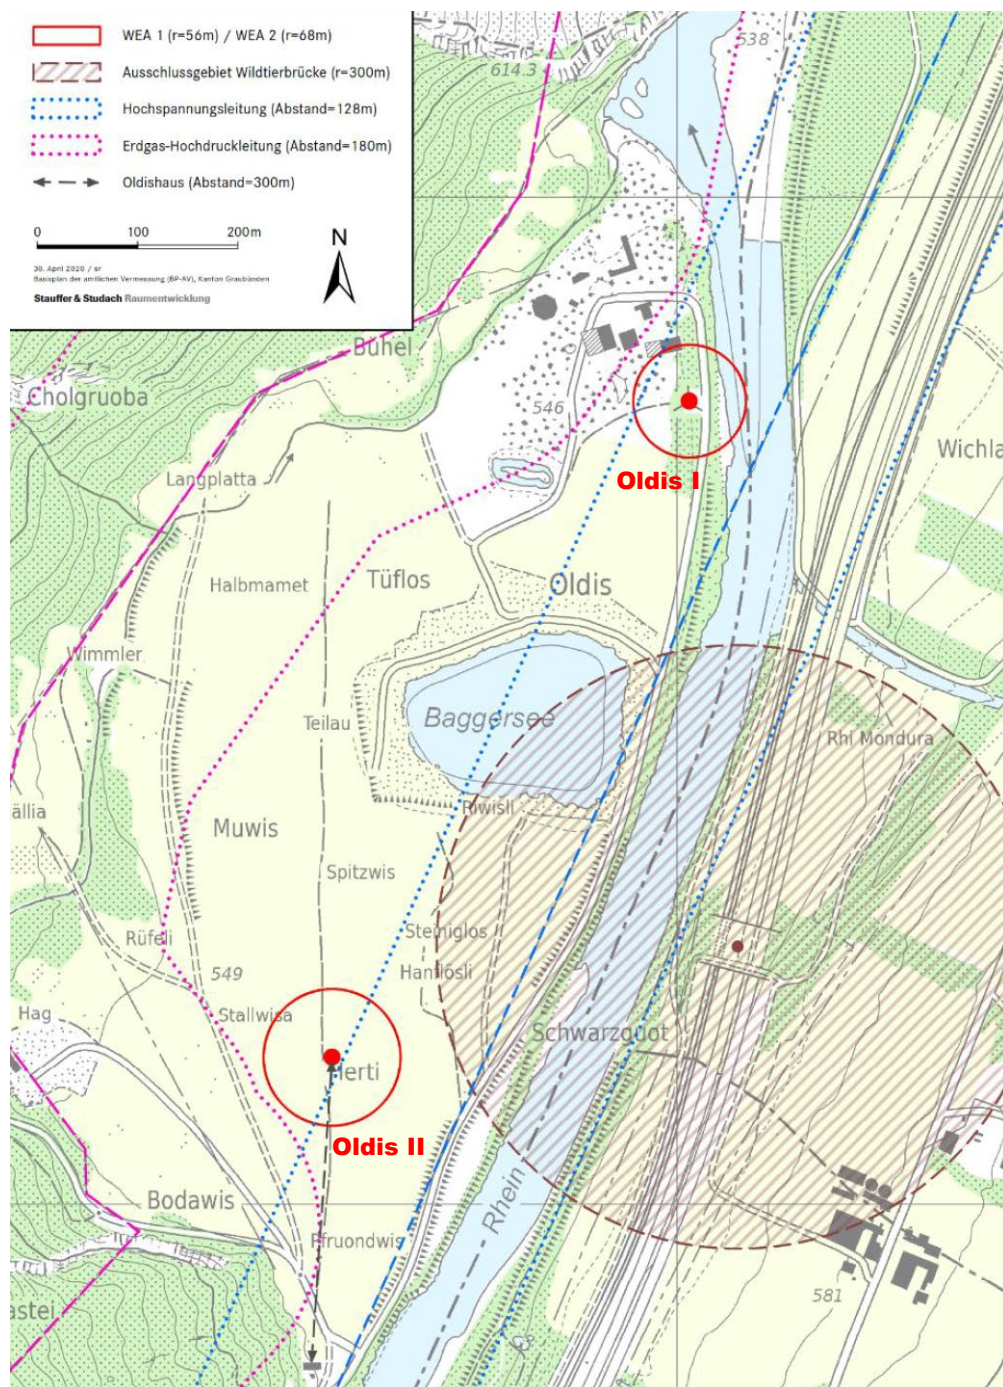 WEA 1 (r=56m) / WEA 2 (r=68m)
Ausschlussgebiet Wildtierbrücke (r=300m)
Hochspannungsleitung (Abstand=128m)
Erdgas-Hochdruckleitung (Abstand=180m)
Oldishaus (Abstand=300m)
0 100 200m
N
30. April 2020 / sr
Basisplan der amtlichen Vermessung (BP-AV), Kanton Graubünden
Stauffer & Studach Raumentwicklung
538
614.3
Bühel
Cholgruoba
546
Wichla
Langplatta
Oldis I
Halbmamet
Tüflos
Oldis
Wimmler
Teilau
Baggersee
Rhi Mondura
ällia
Riwisli
Muwis
Spitzwis
Steiniglos
Rüfeli
549
Hanflösli
Hag
Stallwisa
Schwarzguot
Herti
Oldis II
Bodawis
Rhein
Pfruondwis
581
astei